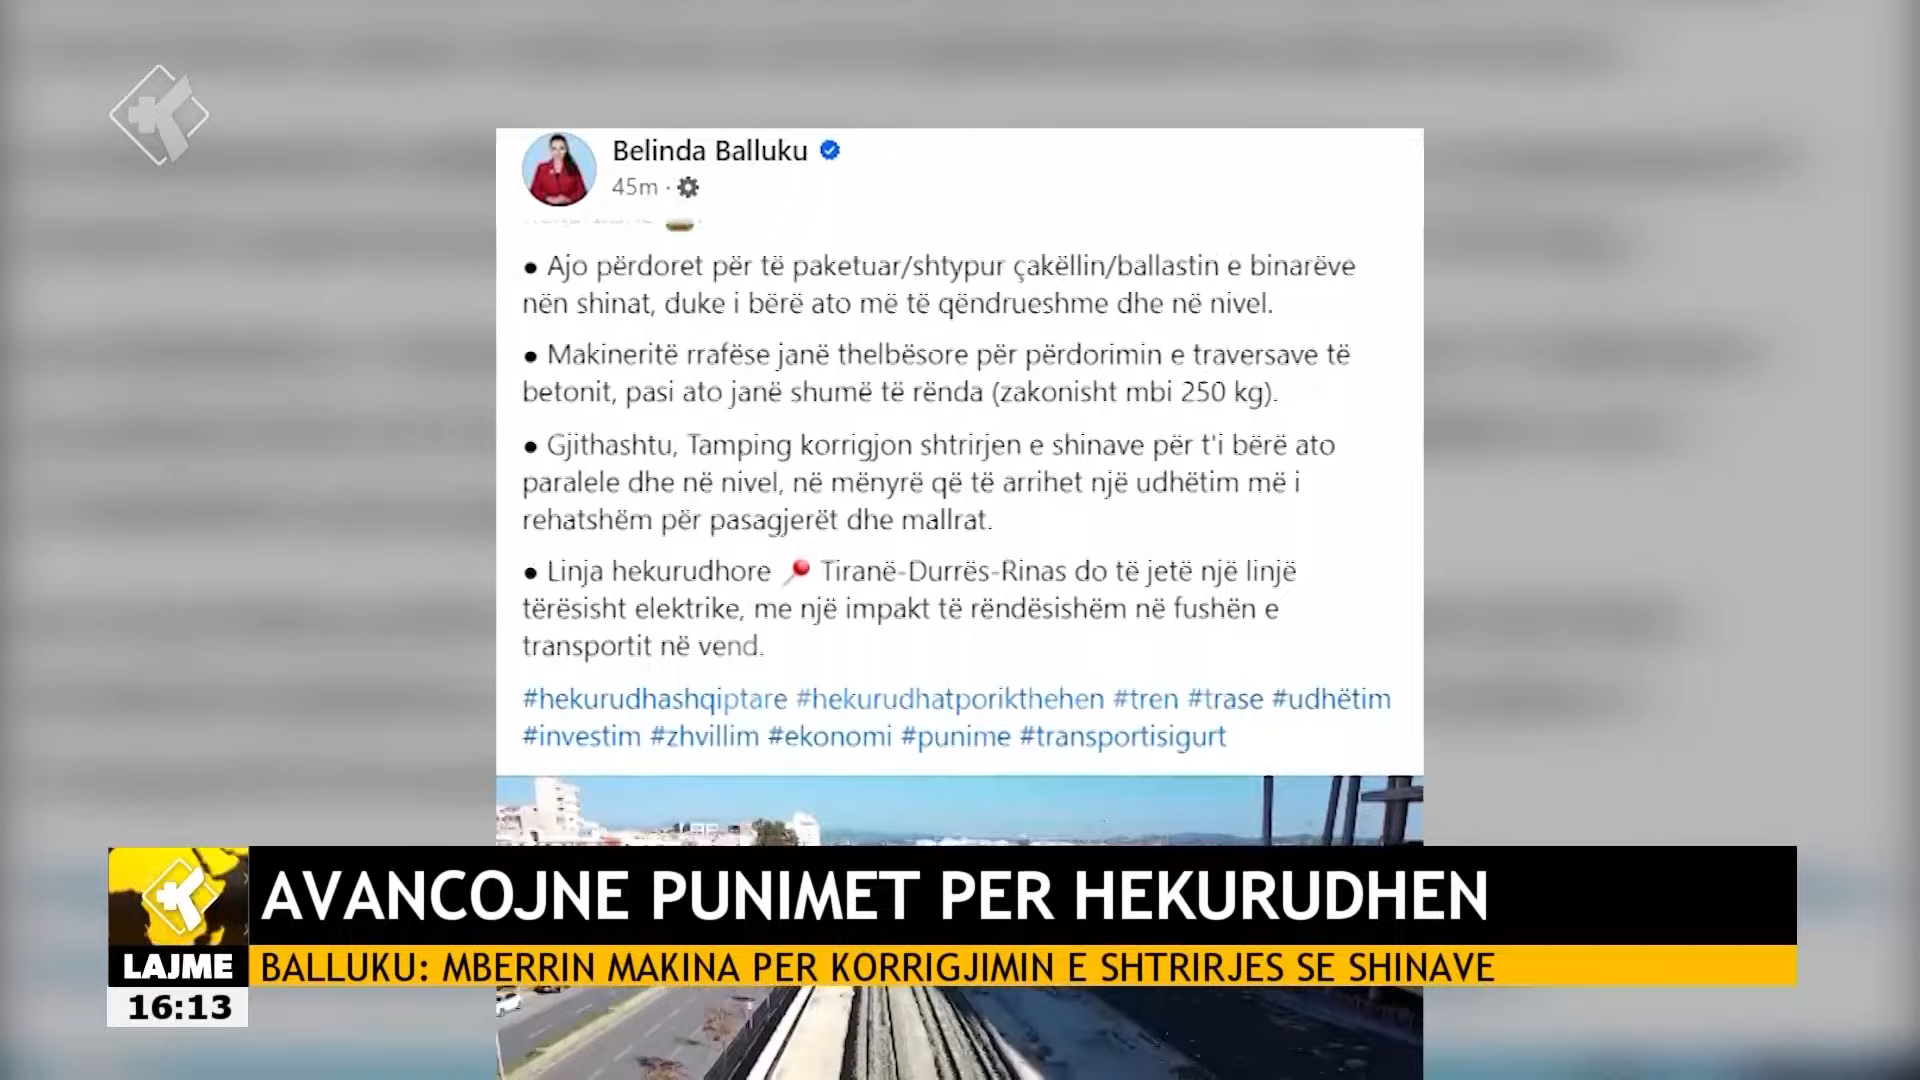 Belinda Balluku
45m ·
● Ajo përdoret për të paketuar/shtypur çakëllin/ballastin e binarëve
nën shinat, duke i bërë ato më të qëndrueshme dhe në nivel.
● Makineritë rrafëse janë thelbësore për përdorimin e traversave të
betonit, pasi ato janë shumë të rënda (zakonisht mbi 250 kg).
● Gjithashtu, Tamping korrigjon shtrirjen e shinave për t'i bërë ato
paralele dhe në nivel, në mënyrë që të arrihet një udhëtim më i
rehatshëm për pasagjerët dhe mallrat.
● Linja hekurudhore 📍 Tiranë-Durrës-Rinas do të jetë një linjë
tërësisht elektrike, me një impakt të rëndësishëm në fushën e
transportit në vend.
#hekurudhashqiptare #hekurudhatporikthehen #tren #trase #udhëtim
#investim #zhvillim #ekonomi #punime #transportisigurt
AVANCOJNE PUNIMET PER HEKURUDHEN
LAJME
BALLUKU: MBERRIN MAKINA PER KORRIGJIMIN E SHTRIRJES SE SHINAVE
16:13